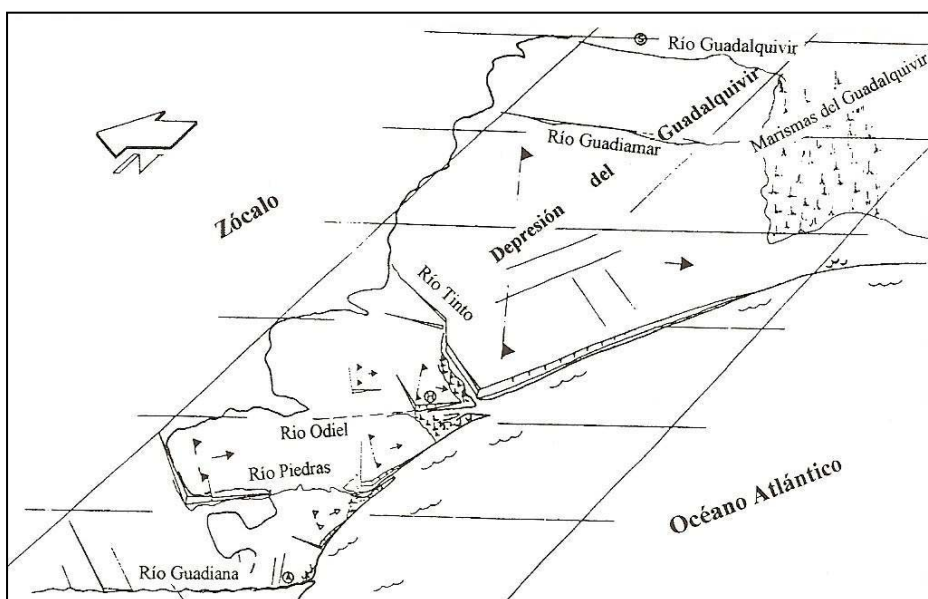 Ⓢ Río Guadalquivir
Marismas del Guadalquivir
Depresión del Guadalquivir
Río Guadiamar
Zócalo
Río Tinto
Ⓗ
Río Odiel
Río Piedras
Océano Atlántico
Río Guadiana
Ⓐ